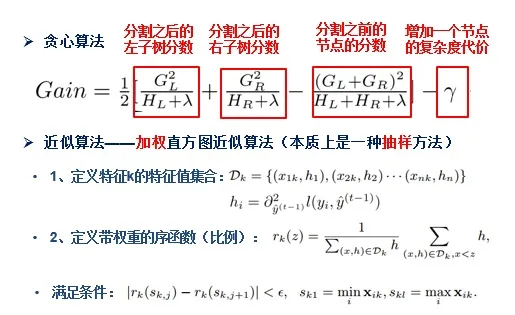 分割之后的 分割之后的 分割之前的 增加一个节点
➢ 贪心算法 左子树分数 右子树分数 节点的分数 的复杂度代价
Gain = \frac{1}{2}[\frac{G_L^2}{H_L+λ} + \frac{G_R^2}{H_R+λ} − \frac{(G_L+G_R)^2}{H_L+H_R+λ}] − γ
➢ 近似算法——加权直方图近似算法（本质上是一种抽样方法）
• 1、定义特征k的特征值集合：\mathcal{D}_k = \{(x_{1k}, h_1), (x_{2k}, h_2) \cdots (x_{nk}, h_n)\}
h_i = \partial^2_{\hat{y}^{(t-1)}} l(y_i, \hat{y}^{(t-1)})
• 2、定义带权重的序函数（比例）： r_k(z) = \frac{1}{\sum_{(x,h)\in\mathcal{D}_k} h} \sum_{(x,h)\in\mathcal{D}_k, x<z} h,
• 满足条件： |r_k(s_{k,j}) − r_k(s_{k,j+1})| < ϵ, s_{k1} = \min_i \mathbf{x}_{ik}, s_{kl} = \max_i \mathbf{x}_{ik}.